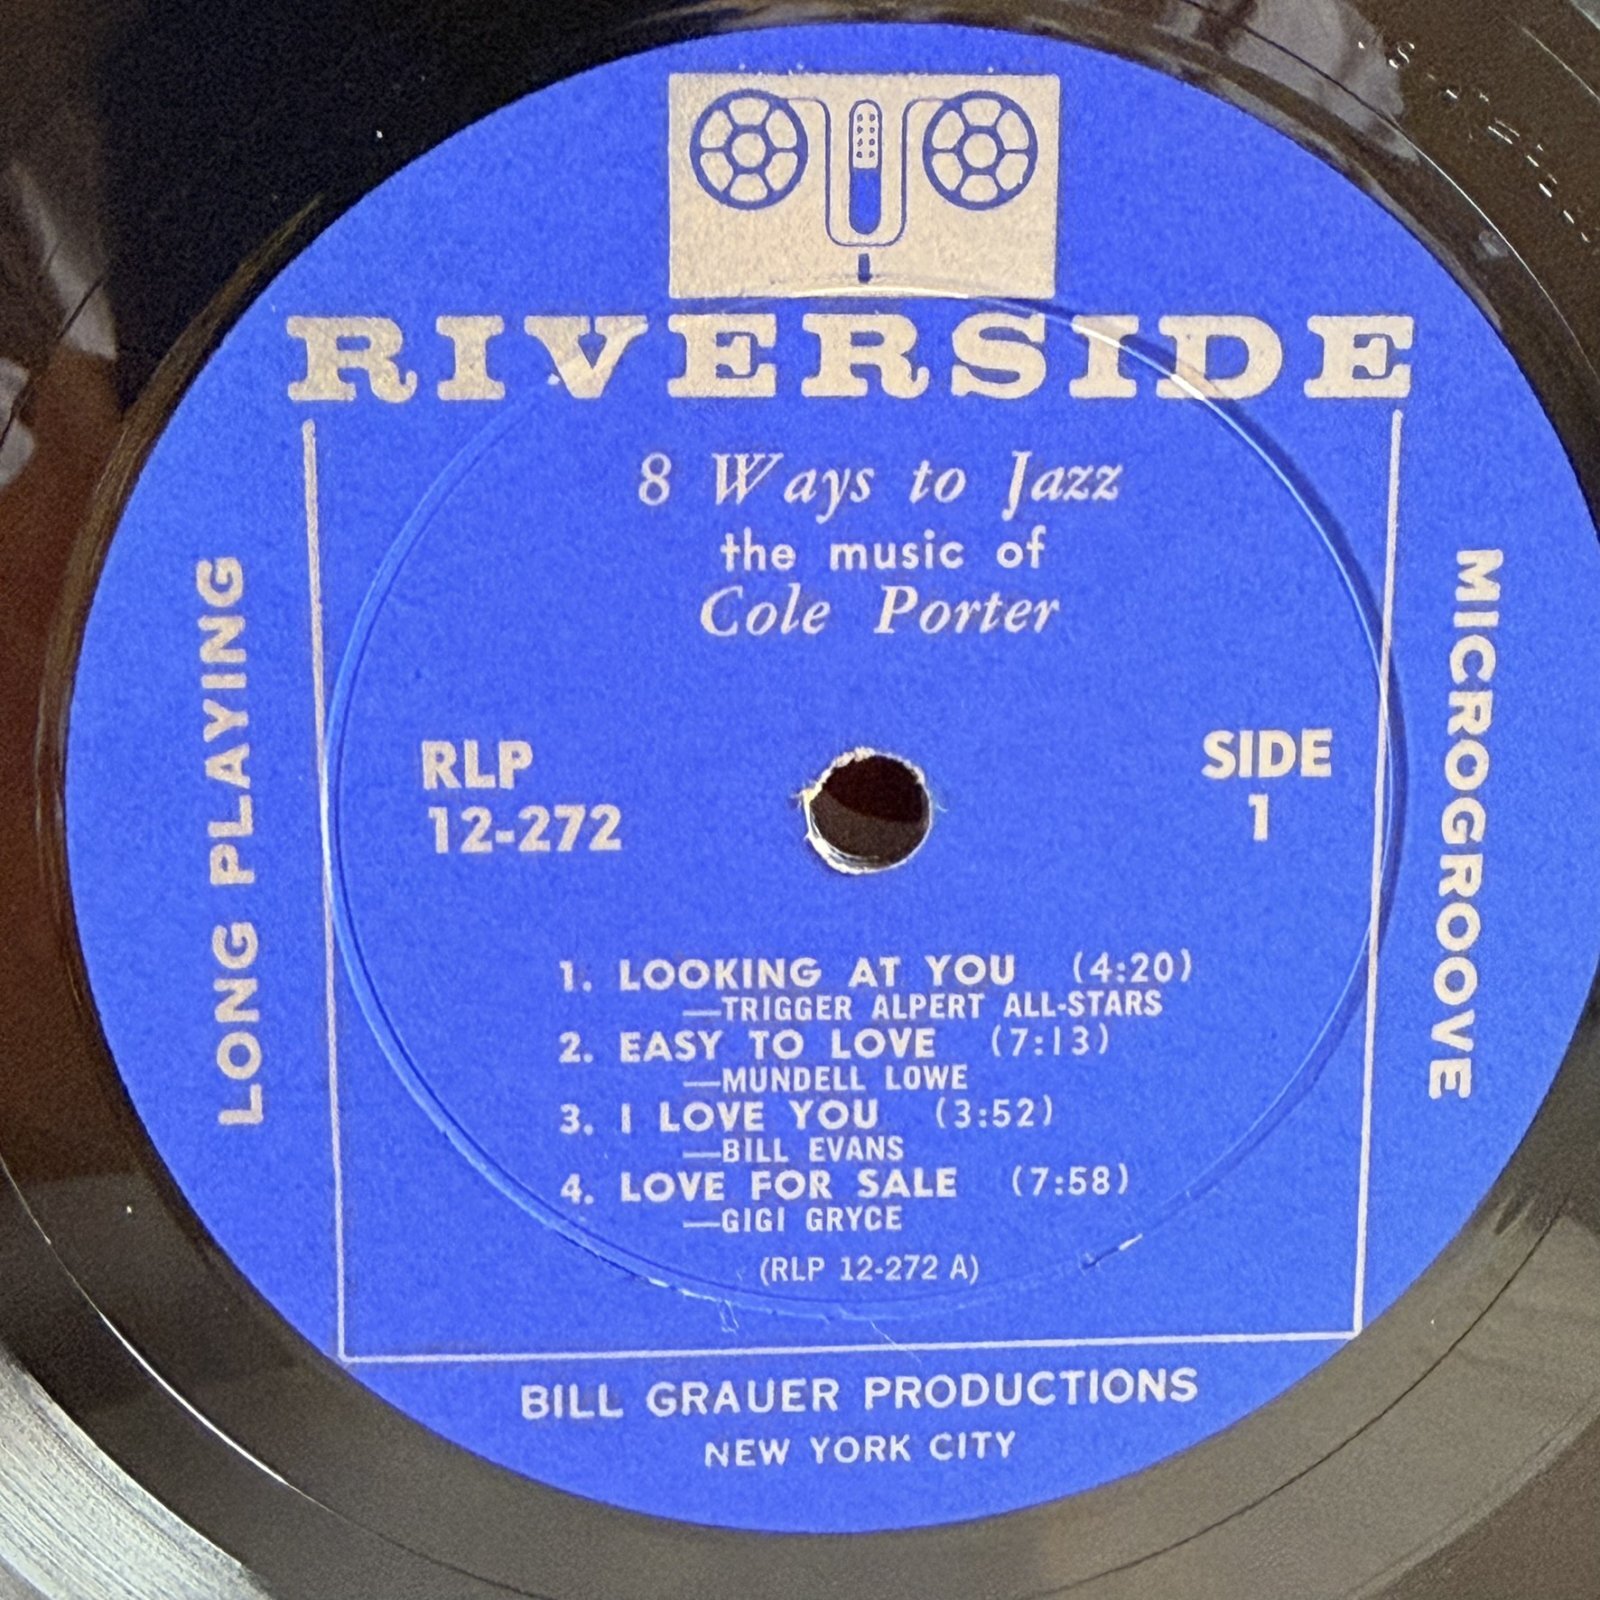 RIVERSIDE
8 Ways to Jazz
the music of
Cole Porter
LONG PLAYING
MICROGROOVE
RLP
12-272
SIDE
1
1. LOOKING AT YOU (4:20)
—TRIGGER ALPERT ALL-STARS
2. EASY TO LOVE (7:13)
—MUNDELL LOWE
3. I LOVE YOU (3:52)
—BILL EVANS
4. LOVE FOR SALE (7:58)
—GIGI GRYCE
(RLP 12-272 A)
BILL GRAUER PRODUCTIONS
NEW YORK CITY